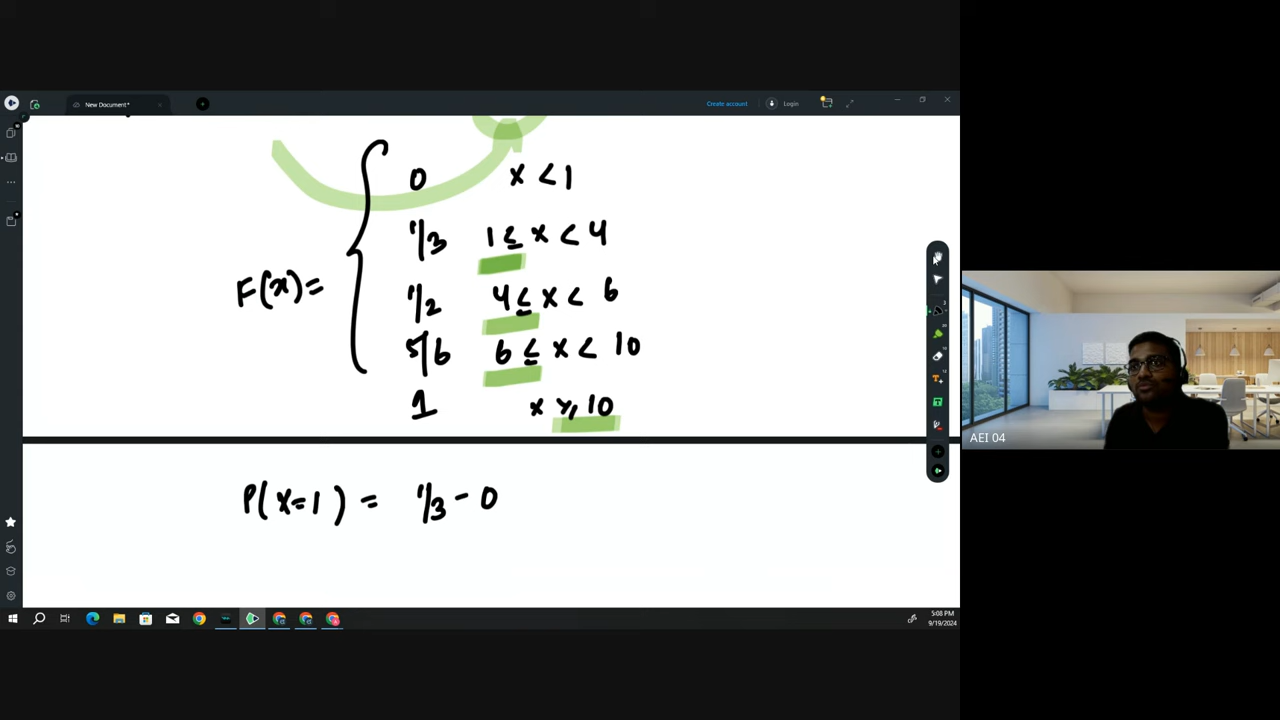 New Document*
Create account
Login
0 x < 1
1/3 1 ≤ x < 4
F(x)=
1/2 4 ≤ x < 6
5/6 6 ≤ x < 10
1 x ≥ 10
P(x=1) = 1/3 - 0
AEI 04
5:08 PM
9/19/2024